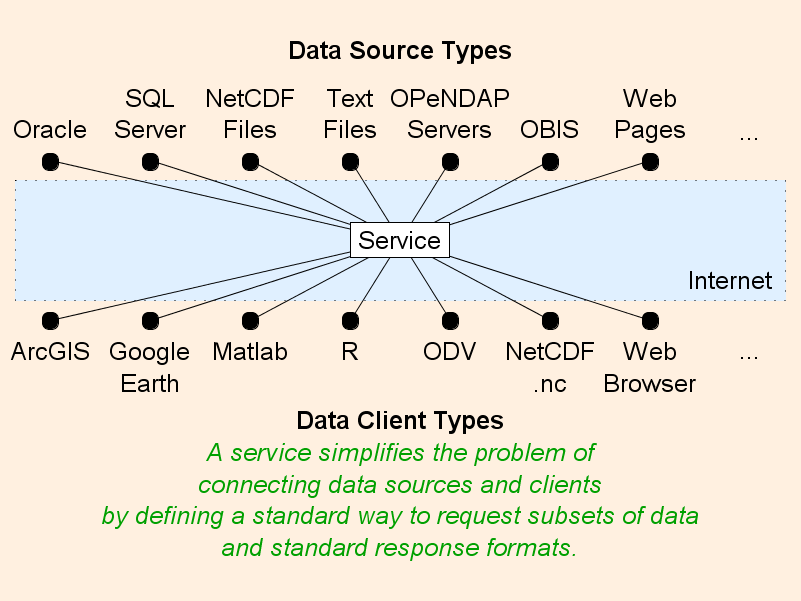 Data Source Types
SQL NetCDF Text OPeNDAP Web
Oracle Server Files Files Servers OBIS Pages ...
Service
Internet
ArcGIS Google Matlab R ODV NetCDF Web ...
Earth .nc Browser
Data Client Types
A service simplifies the problem of
connecting data sources and clients
by defining a standard way to request subsets of data
and standard response formats.